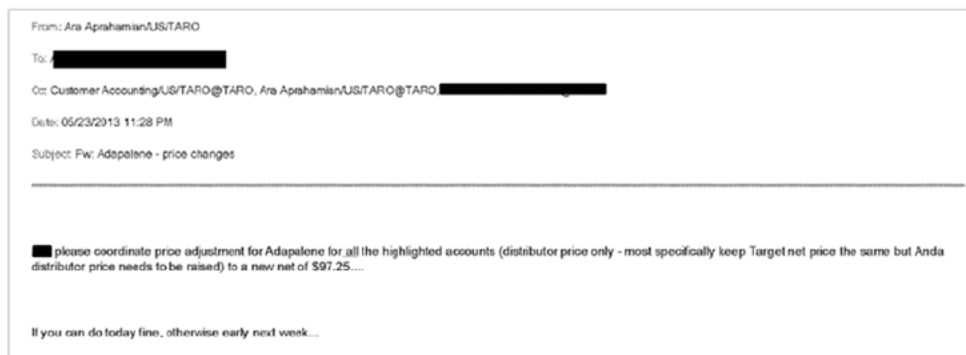 From: Ara Aprahamian/US/TARO
To:
Cc: Customer Accounting/US/TARO@TARO, Ara Aprahamian/US/TARO@TARO,
Date: 05/23/2013 11:28 PM
Subject: Fw: Adapalene - price changes
please coordinate price adjustment for Adapalene for all the highlighted accounts (distributor price only - most specifically keep Target net price the same but Anda
distributor price needs to be raised) to a new net of $97.25....
If you can do today fine, otherwise early next week...